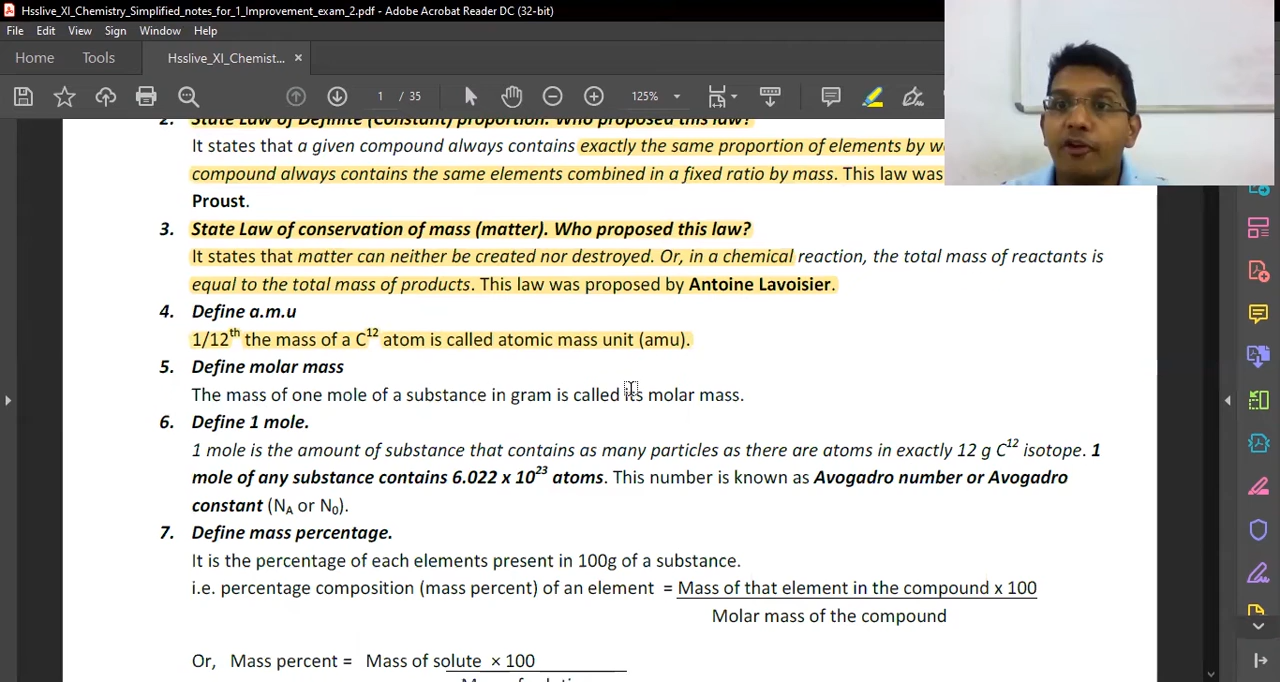 Hsslive_XI_Chemistry_Simplified_notes_for_1_Improvement_exam_2.pdf - Adobe Acrobat Reader DC (32-bit)
File Edit View Sign Window Help
Home Tools Hsslive_XI_Chemist... ×
1 / 35 125%
2. State Law of Definite (Constant) proportion. Who proposed this law?
It states that a given compound always contains exactly the same proportion of elements by
compound always contains the same elements combined in a fixed ratio by mass. This law was
Proust.
3. State Law of conservation of mass (matter). Who proposed this law?
It states that matter can neither be created nor destroyed. Or, in a chemical reaction, the total mass of reactants is
equal to the total mass of products. This law was proposed by Antoine Lavoisier.
4. Define a.m.u
1/12th the mass of a C12 atom is called atomic mass unit (amu).
5. Define molar mass
The mass of one mole of a substance in gram is called its molar mass.
6. Define 1 mole.
1 mole is the amount of substance that contains as many particles as there are atoms in exactly 12 g C12 isotope. 1
mole of any substance contains 6.022 x 1023 atoms. This number is known as Avogadro number or Avogadro
constant (NA or N0).
7. Define mass percentage.
It is the percentage of each elements present in 100g of a substance.
i.e. percentage composition (mass percent) of an element = Mass of that element in the compound x 100
Molar mass of the compound
Or, Mass percent = Mass of solute × 100